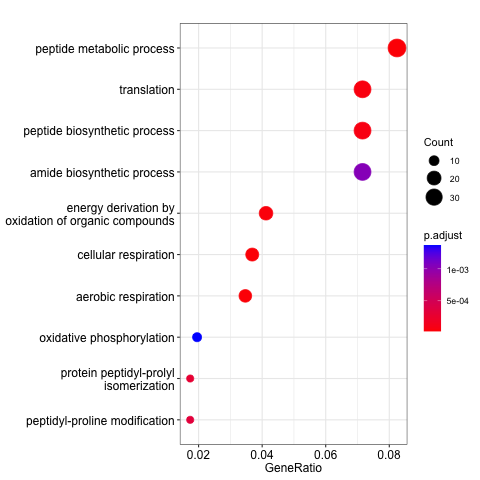 peptide metabolic process
translation
peptide biosynthetic process
amide biosynthetic process
energy derivation by
oxidation of organic compounds
cellular respiration
aerobic respiration
oxidative phosphorylation
protein peptidyl-prolyl
isomerization
peptidyl-proline modification
0.02 0.04 0.06 0.08
GeneRatio
Count
10
20
30
p.adjust
1e-03
5e-04